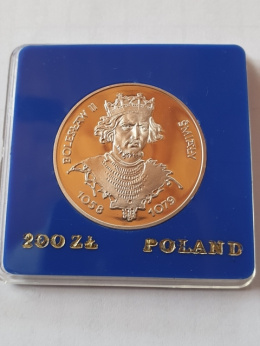 BOLESŁAW II ŚMIAŁY
1058 1079
200 ZŁ POLAND